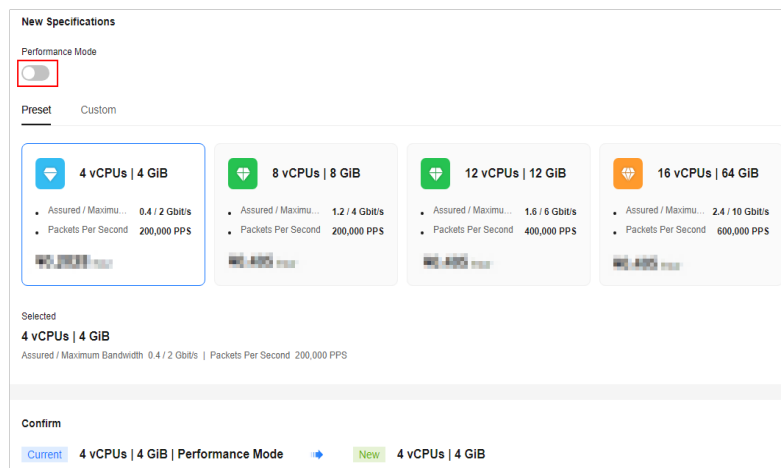 New Specifications
Performance Mode
Preset Custom
4 vCPUs | 4 GiB
Assured / Maximu... 0.4 / 2 Gbit/s
Packets Per Second 200,000 PPS
8 vCPUs | 8 GiB
Assured / Maximu... 1.2 / 4 Gbit/s
Packets Per Second 200,000 PPS
12 vCPUs | 12 GiB
Assured / Maximu... 1.6 / 6 Gbit/s
Packets Per Second 400,000 PPS
16 vCPUs | 64 GiB
Assured / Maximu... 2.4 / 10 Gbit/s
Packets Per Second 600,000 PPS
Selected
4 vCPUs | 4 GiB
Assured / Maximum Bandwidth 0.4 / 2 Gbit/s | Packets Per Second 200,000 PPS
Confirm
Current 4 vCPUs | 4 GiB | Performance Mode New 4 vCPUs | 4 GiB